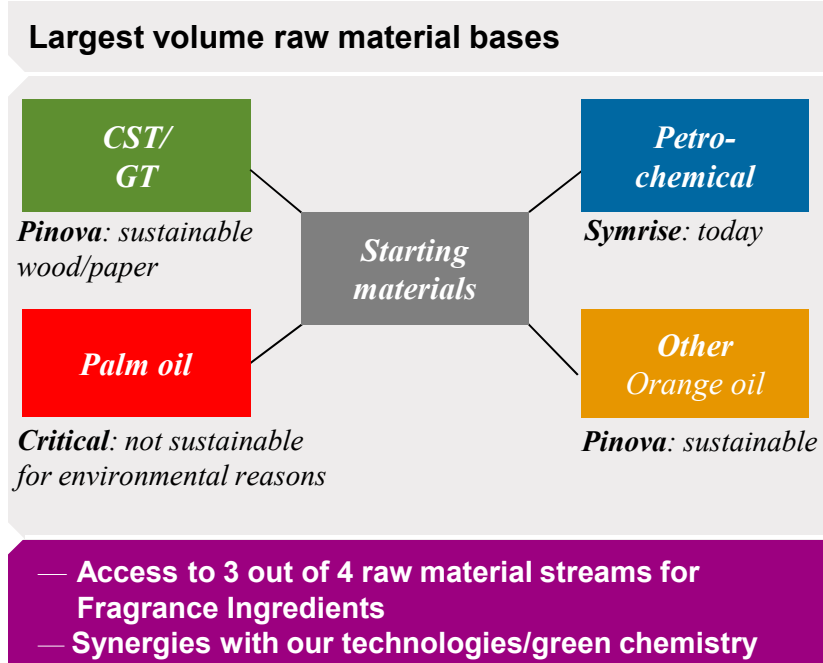 Largest volume raw material bases
CST/
GT
Pinova: sustainable
wood/paper
Petro-
chemical
Symrise: today
Starting
materials
Palm oil
Critical: not sustainable
for environmental reasons
Other
Orange oil
Pinova: sustainable
— Access to 3 out of 4 raw material streams for
Fragrance Ingredients
— Synergies with our technologies/green chemistry